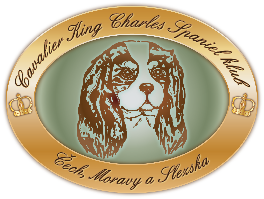 Cavalier King Charles Spaniel klub
Čech, Moravy a Slezska